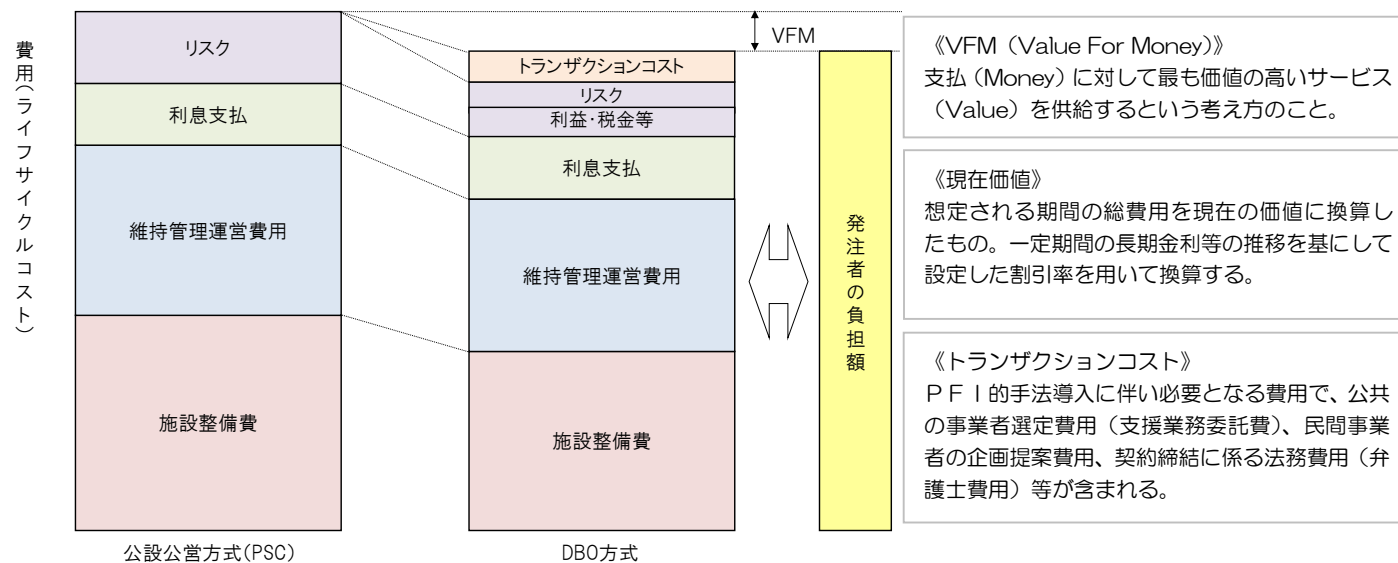 費用(ライフサイクルコスト)
リスク
利息支払
維持管理運営費用
施設整備費
公設公営方式(PSC)
トランザクションコスト
リスク
利益・税金等
利息支払
維持管理運営費用
施設整備費
DBO方式
VFM
発注者の負担額
《VFM(Value For Money)》
支払(Money)に対して最も価値の高いサービス
(Value)を供給するという考え方のこと。
《現在価値》
想定される期間の総費用を現在の価値に換算し
たもの。一定期間の長期金利等の推移を基にして
設定した割引率を用いて換算する。
《トランザクションコスト》
PFI的手法導入に伴い必要となる費用で、公共
の事業者選定費用(支援業務委託費)、民間事業
者の企画提案費用、契約締結に係る法務費用(弁
護士費用)等が含まれる。